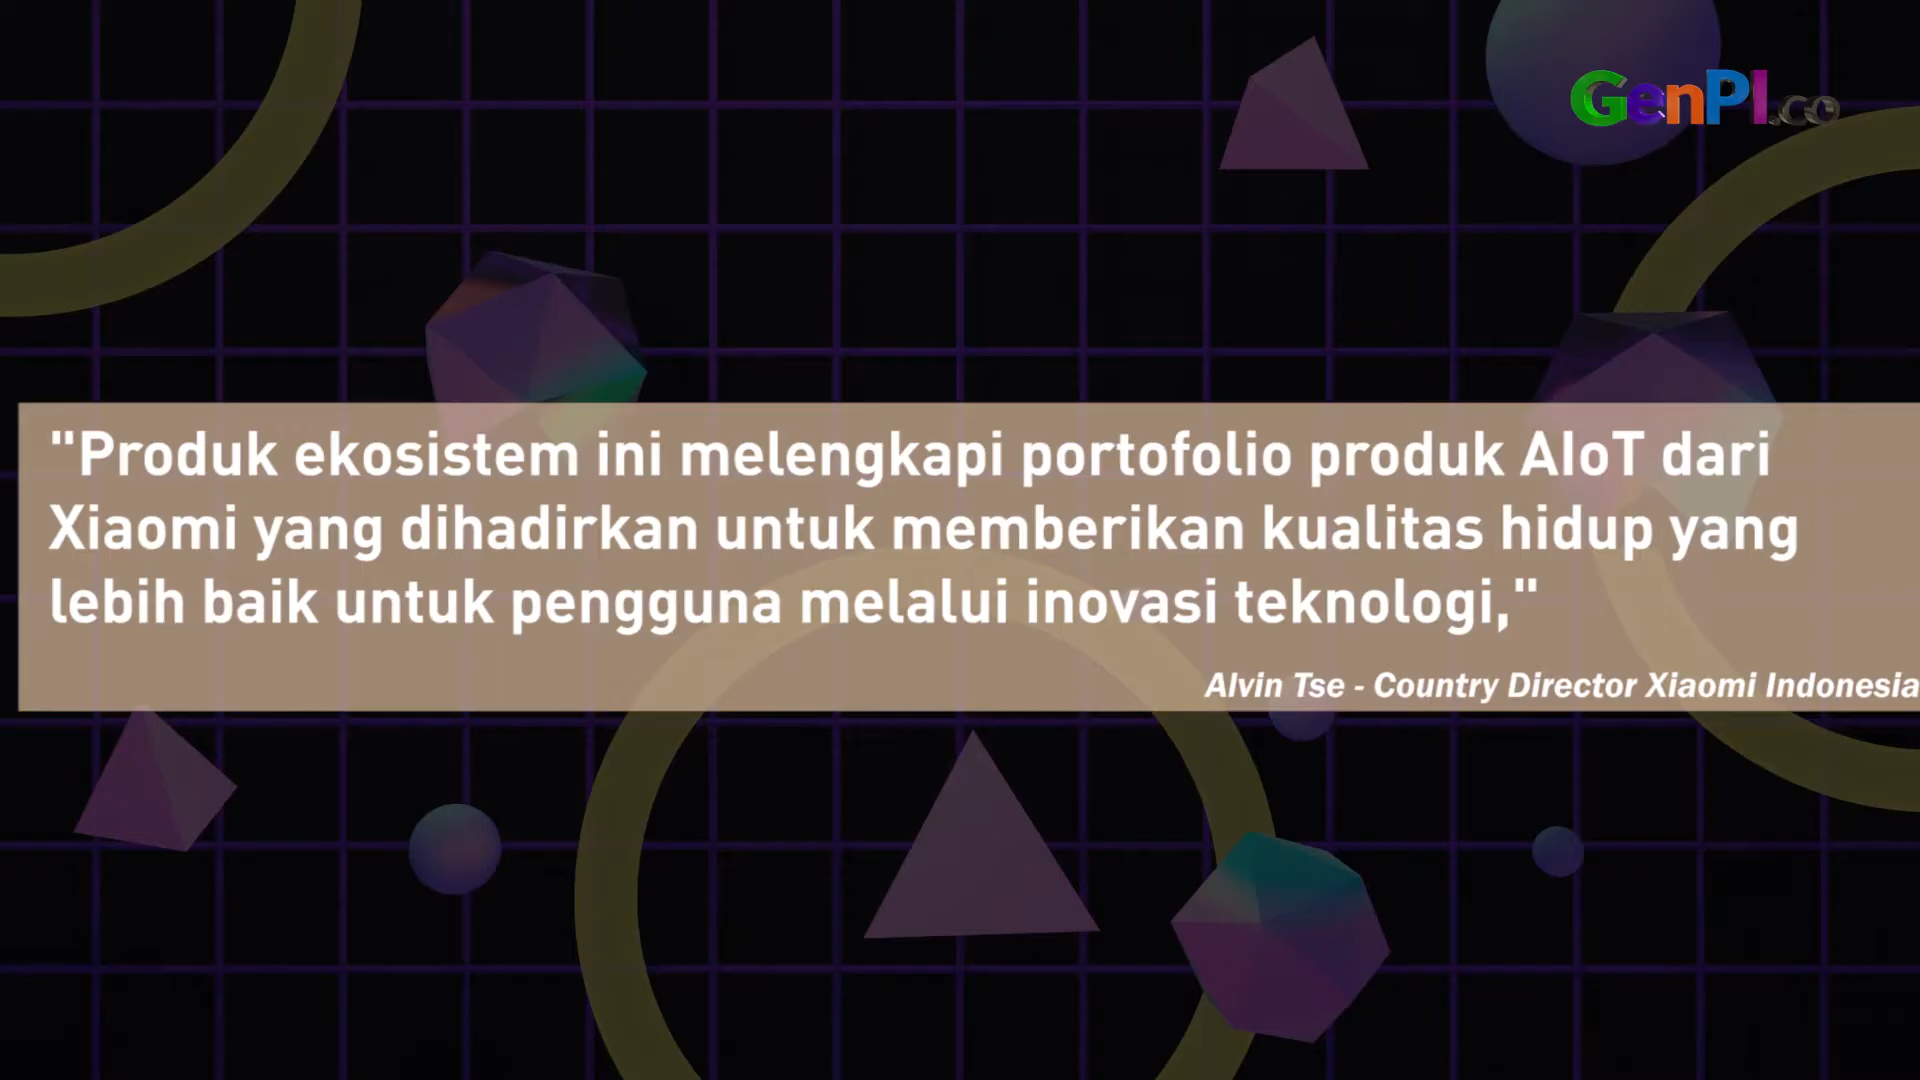 GenPI.co
"Produk ekosistem ini melengkapi portofolio produk AIoT dari
Xiaomi yang dihadirkan untuk memberikan kualitas hidup yang
lebih baik untuk pengguna melalui inovasi teknologi,"
Alvin Tse - Country Director Xiaomi Indonesia